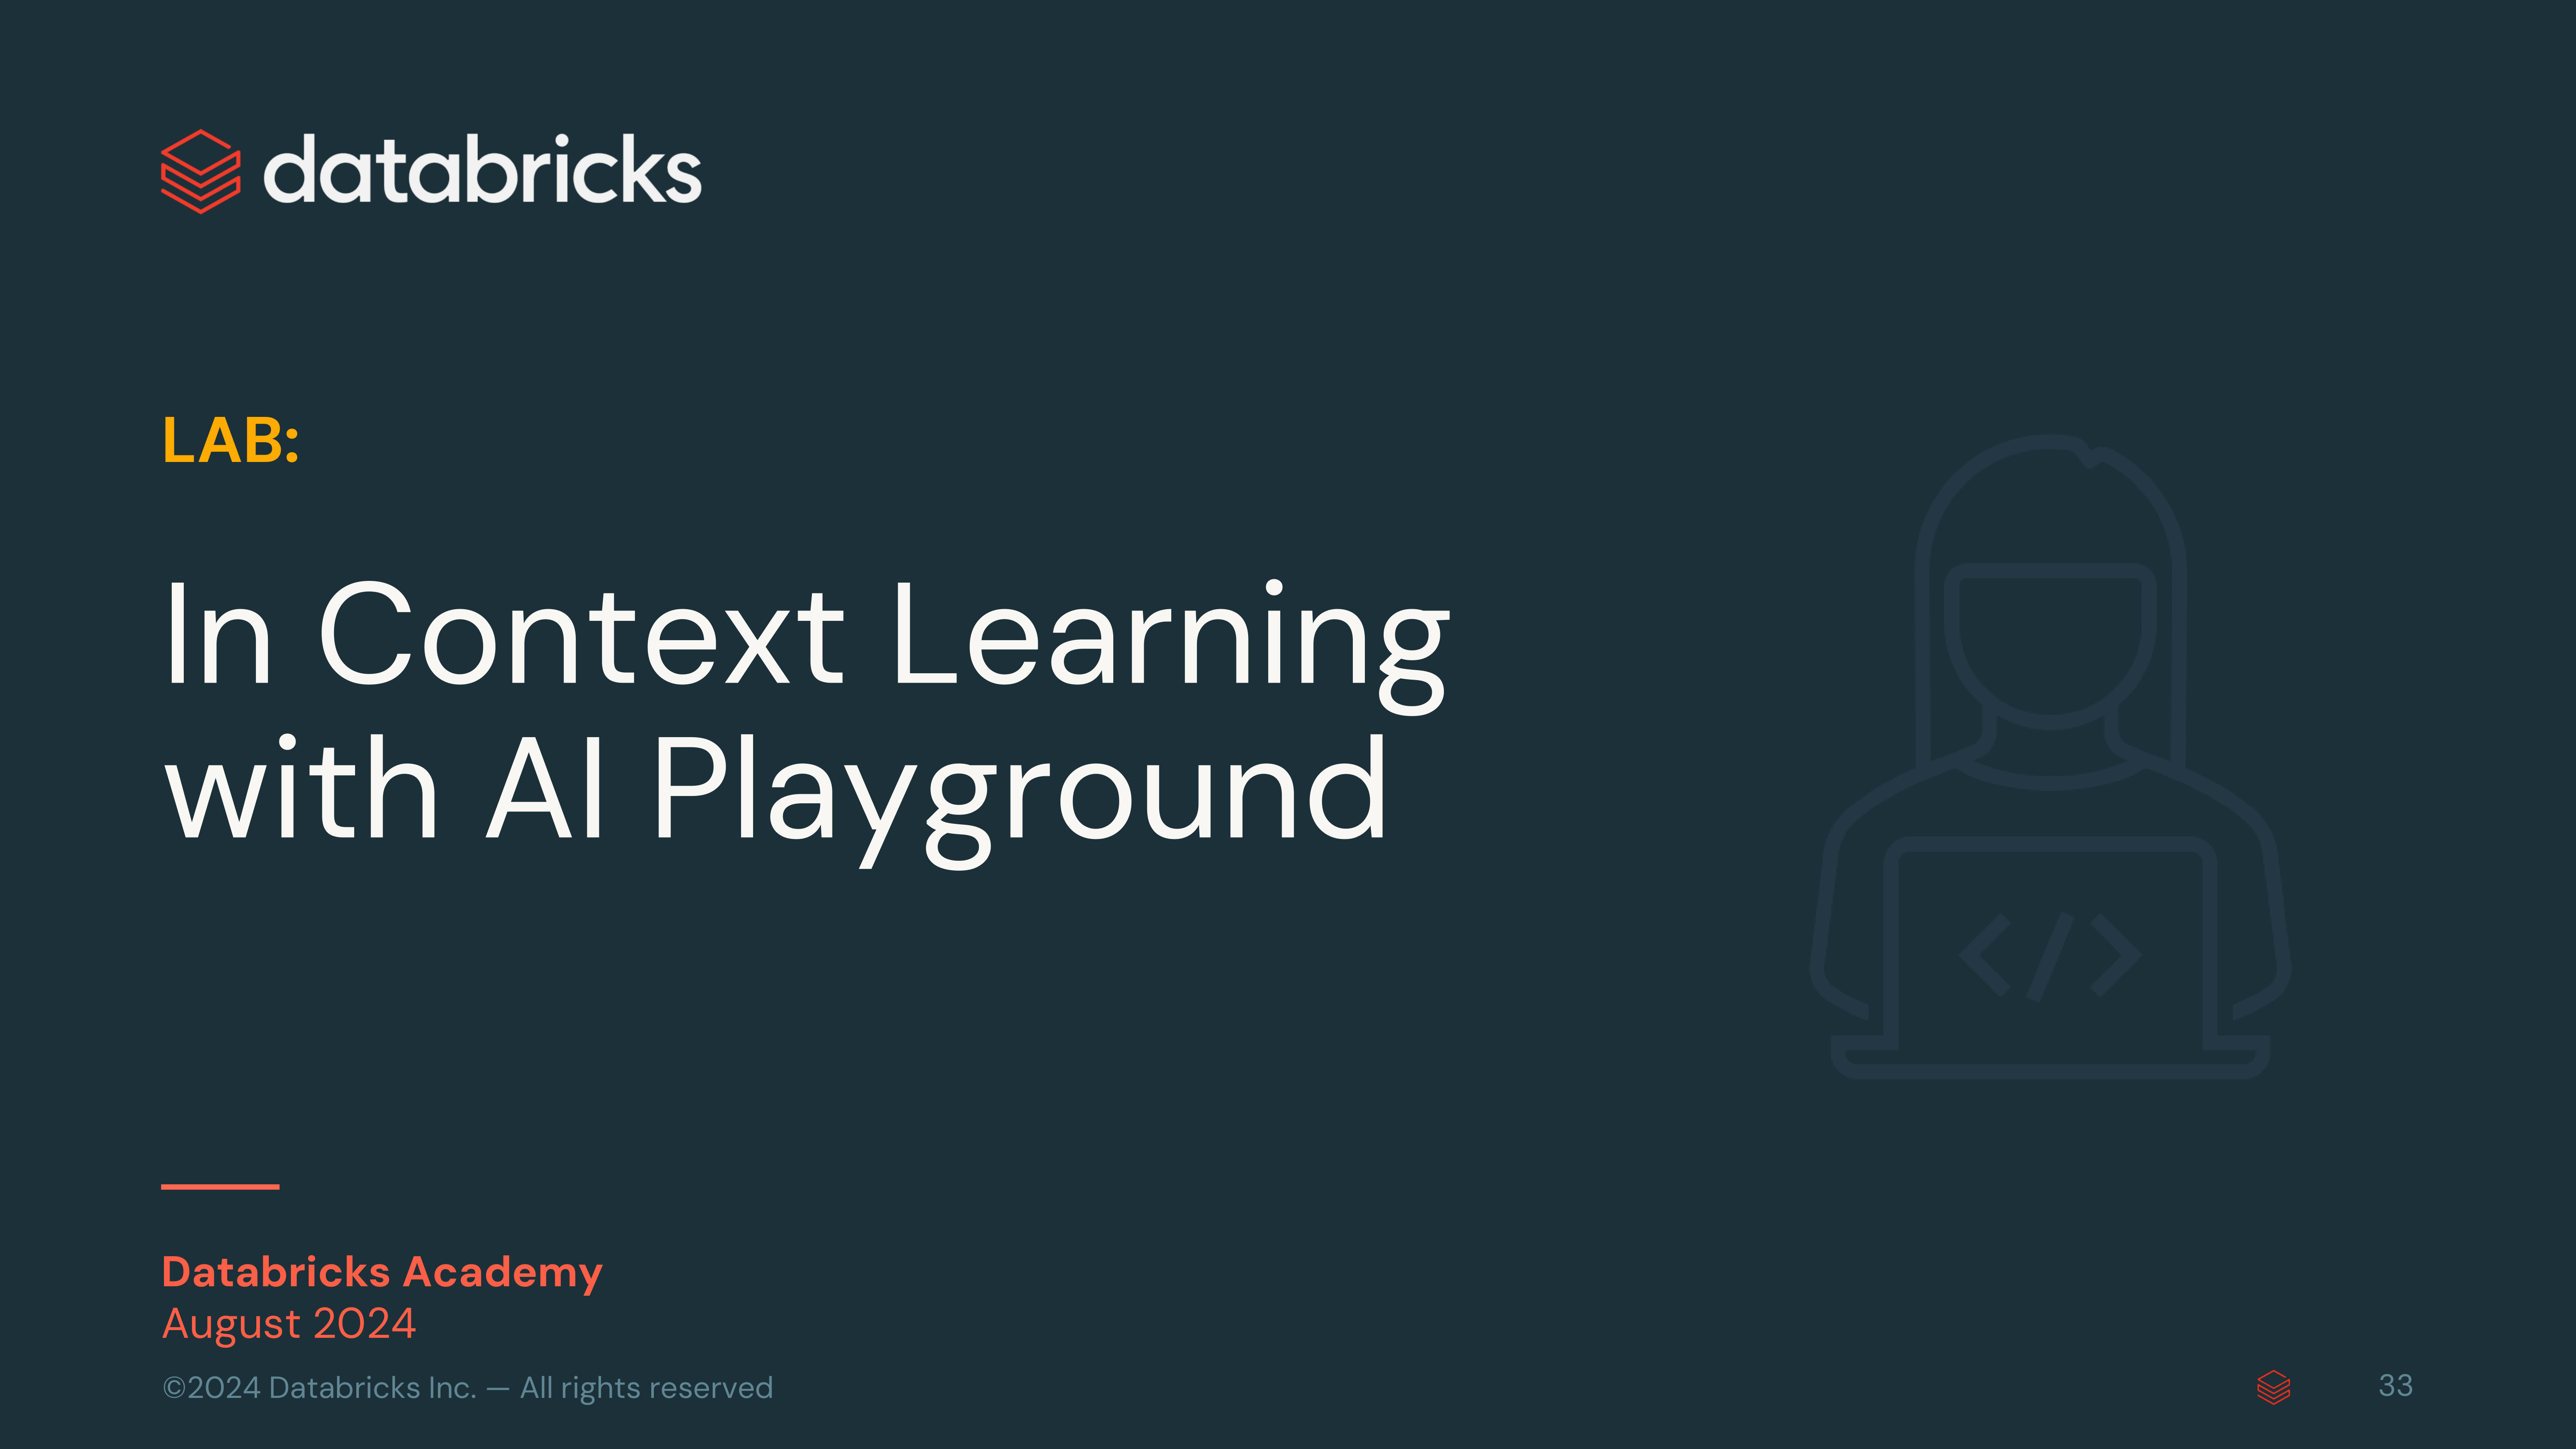 databricks
LAB:
In Context Learning
with AI Playground
</>
Databricks Academy
August 2024
©2024 Databricks Inc. — All rights reserved
33